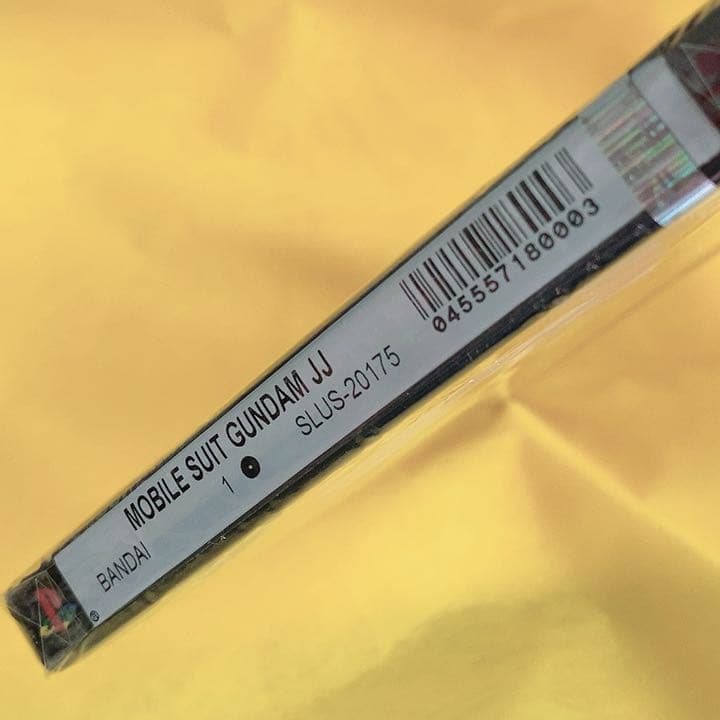 MOBILE SUIT GUNDAM JJ
BANDAI
1
SLUS-20175
045557180003